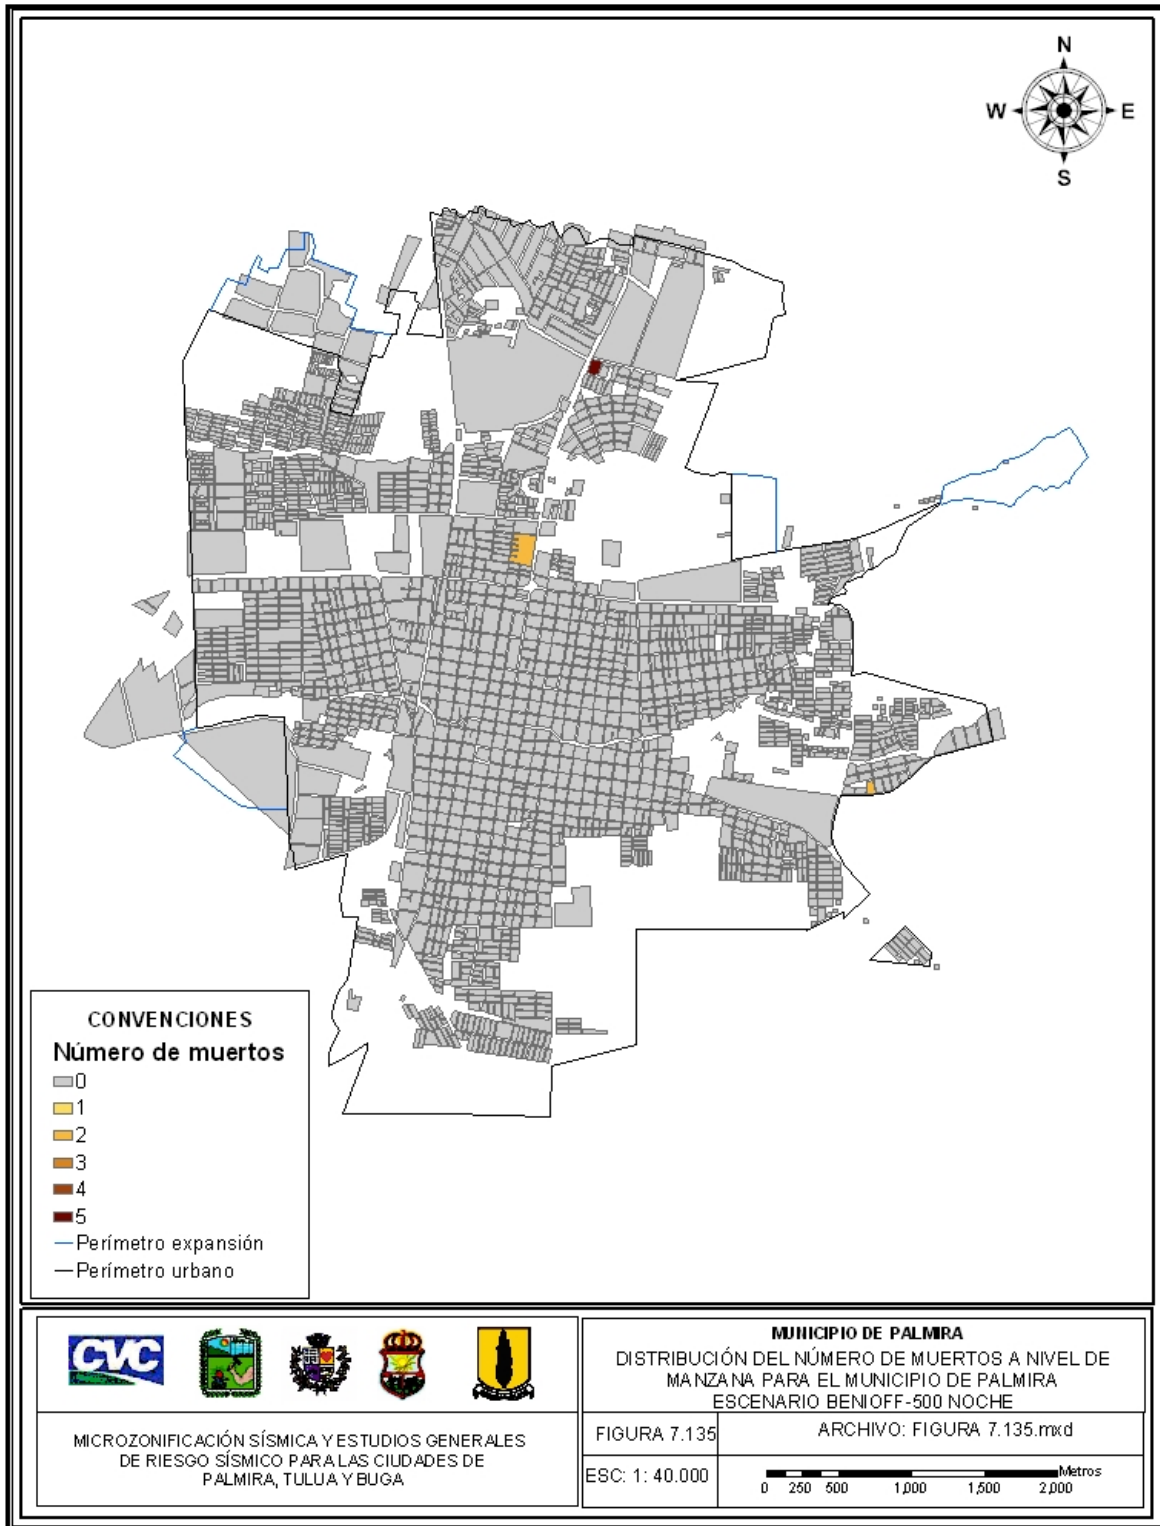 N
W
E
S
CONVENCIONES
Número de muertos
0
1
2
3
4
5
Perímetro expansión
Perímetro urbano
CVC
MICROZONIFICACIÓN SÍSMICA Y ESTUDIOS GENERALES
DE RIESGO SÍSMICO PARA LAS CIUDADES DE
PALMIRA, TULUA Y BUGA
MUNICIPIO DE PALMIRA
DISTRIBUCIÓN DEL NÚMERO DE MUERTOS A NIVEL DE
MANZANA PARA EL MUNICIPIO DE PALMIRA
ESCENARIO BENIOFF-500 NOCHE
FIGURA 7.135
ARCHIVO: FIGURA 7.135.mxd
ESC: 1: 40.000
Metros
0 250 500 1,000 1,500 2,000